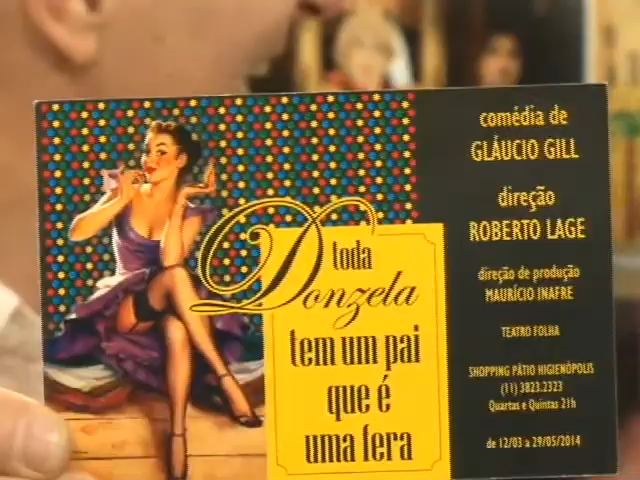 toda
Donzela
tem um pai
que é
uma fera
comédia de
GLÁUCIO GILL
direção
ROBERTO LAGE
direção de produção
MAURÍCIO INAFRE
TEATRO FOLHA
SHOPPING PÁTIO HIGIENÓPOLIS
(11) 3823.2323
Quartas e Quintas 21h
de 12/03 a 29/05/2014